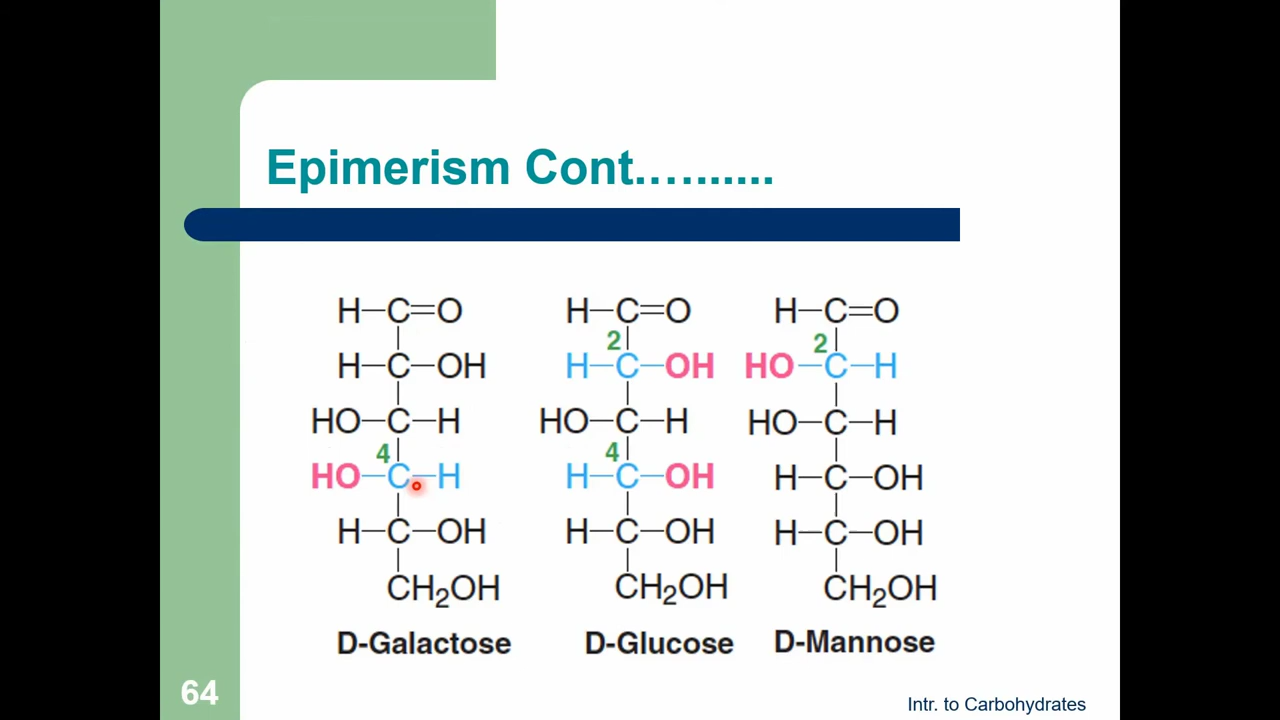 Epimerism Cont…......
H–C=O H–C=O H–C=O
2 2
H–C–OH H–C–OH HO–C–H
HO–C–H HO–C–H HO–C–H
4 4
HO–C–H H–C–OH H–C–OH
H–C–OH H–C–OH H–C–OH
CH₂OH CH₂OH CH₂OH
D-Galactose D-Glucose D-Mannose
64
Intr. to Carbohydrates